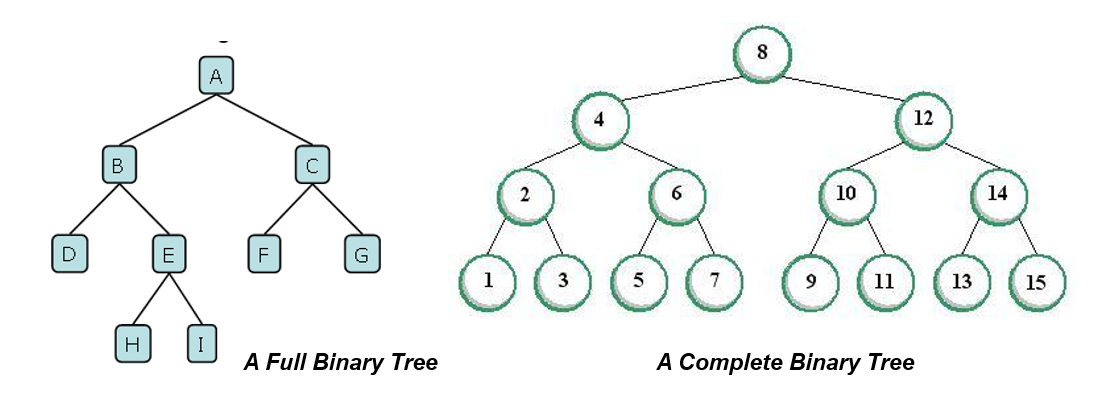 A
B C
D E F G
H I
A Full Binary Tree
8
4 12
2 6 10 14
1 3 5 7 9 11 13 15
A Complete Binary Tree